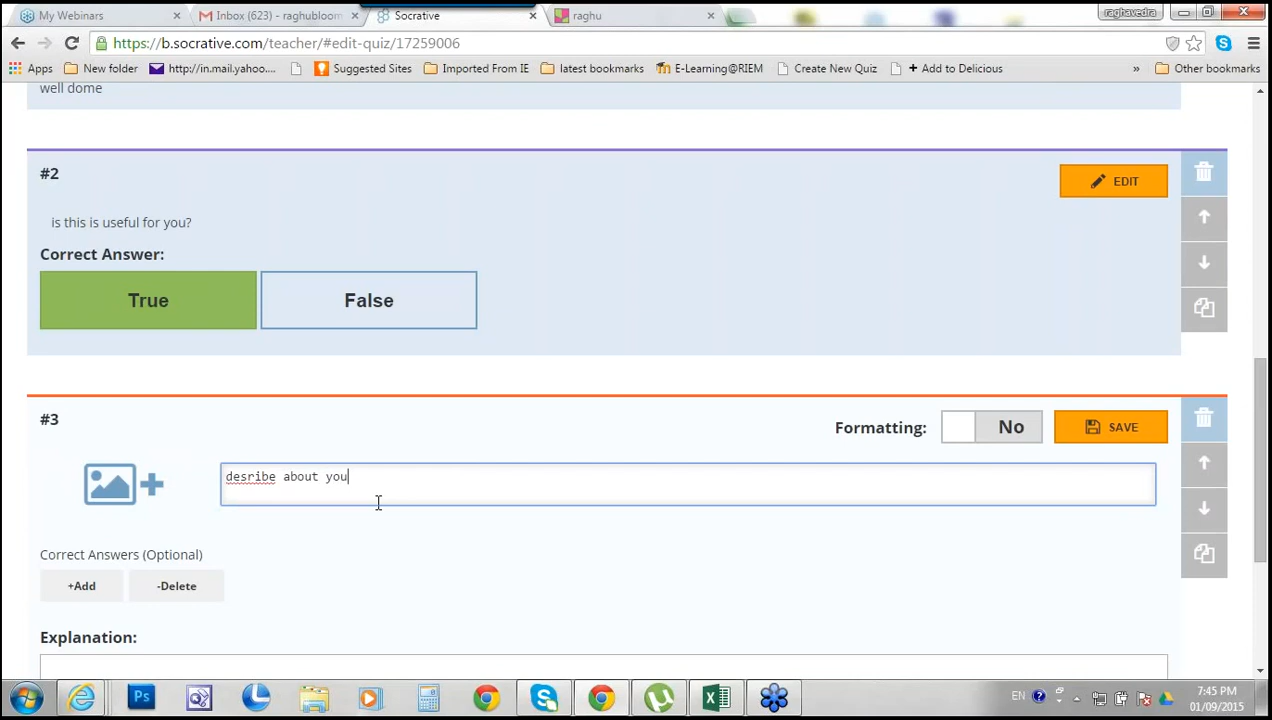 My Webinars
Inbox (623) - raghubloom
Socrative
raghu
raghavedra
https://b.socrative.com/teacher/#edit-quiz/17259006
Apps
New folder
http://in.mail.yahoo....
Suggested Sites
Imported From IE
latest bookmarks
E-Learning@RIEM
Create New Quiz
+ Add to Delicious
»
Other bookmarks
well dome
#2
EDIT
is this is useful for you?
Correct Answer:
True
False
#3
Formatting:
No
SAVE
desribe about you
Correct Answers (Optional)
+Add
-Delete
Explanation:
Ps
EN
7:45 PM
01/09/2015